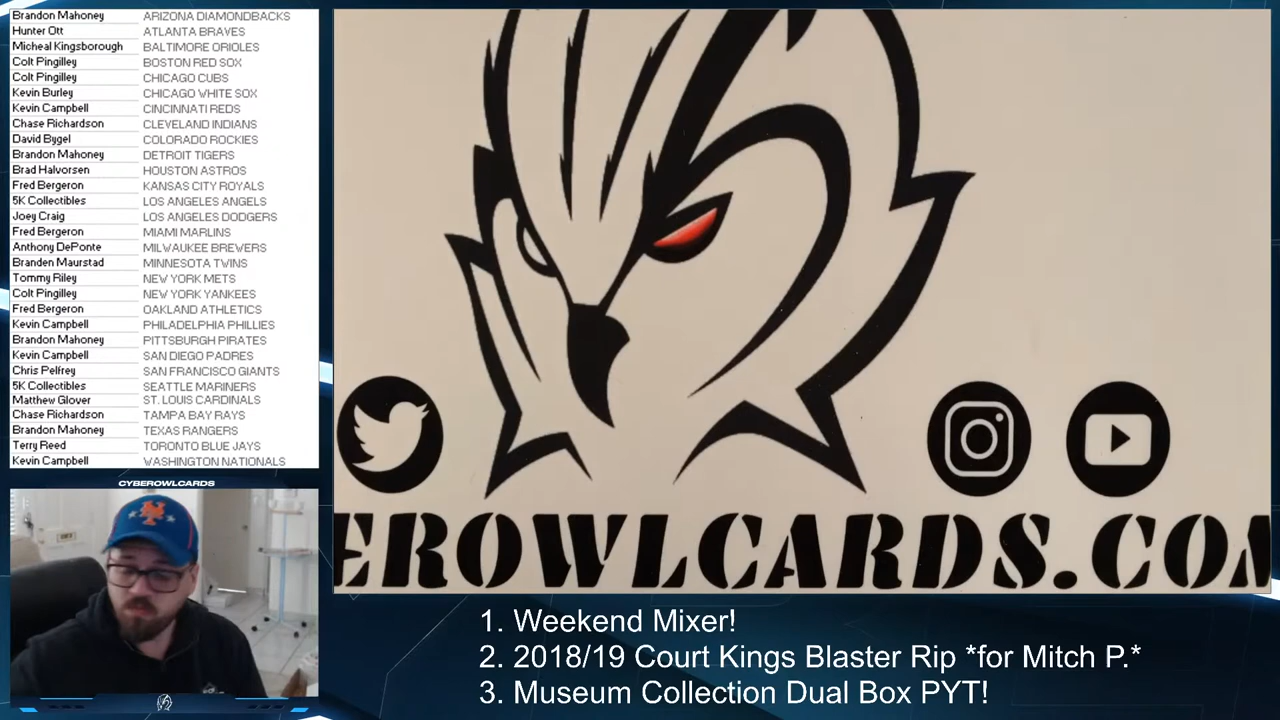 Brandon Mahoney ARIZONA DIAMONDBACKS
Hunter Ott ATLANTA BRAVES
Micheal Kingsborough BALTIMORE ORIOLES
Colt Pingilley BOSTON RED SOX
Colt Pingilley CHICAGO CUBS
Kevin Burley CHICAGO WHITE SOX
Kevin Campbell CINCINNATI REDS
Chase Richardson CLEVELAND INDIANS
David Bygel COLORADO ROCKIES
Brandon Mahoney DETROIT TIGERS
Brad Halvorsen HOUSTON ASTROS
Fred Bergeron KANSAS CITY ROYALS
5K Collectibles LOS ANGELES ANGELS
Joey Craig LOS ANGELES DODGERS
Fred Bergeron MIAMI MARLINS
Anthony DePonte MILWAUKEE BREWERS
Branden Maurstad MINNESOTA TWINS
Tommy Riley NEW YORK METS
Colt Pingilley NEW YORK YANKEES
Fred Bergeron OAKLAND ATHLETICS
Kevin Campbell PHILADELPHIA PHILLIES
Brandon Mahoney PITTSBURGH PIRATES
Kevin Campbell SAN DIEGO PADRES
Chris Pelfrey SAN FRANCISCO GIANTS
5K Collectibles SEATTLE MARINERS
Matthew Glover ST. LOUIS CARDINALS
Chase Richardson TAMPA BAY RAYS
Brandon Mahoney TEXAS RANGERS
Terry Reed TORONTO BLUE JAYS
Kevin Campbell WASHINGTON NATIONALS
CYBEROWLCARDS
EROWLCARDS.COM
1. Weekend Mixer!
2. 2018/19 Court Kings Blaster Rip *for Mitch P.*
3. Museum Collection Dual Box PYT!